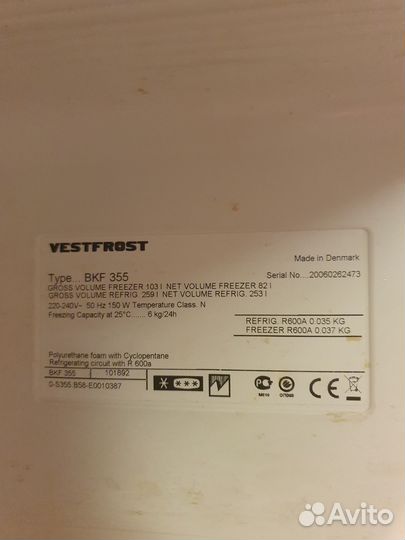 VESTFROST
Made in Denmark
Type... BKF 355
Serial No...,20060262473
GROSS VOLUME FREEZER 103 l NET VOLUME FREEZER 82 l
GROSS VOLUME REFRIG. 259 l NET VOLUME REFRIG. 253 l
220-240V~ 50 Hz 150 W Temperature Class. N
Freezing Capacity at 25°C...... 6 kg/24h
REFRIG R600A 0.035 KG
FREEZER R600A 0.037 KG
Polyurethane foam with Cyclopentane
Refrigerating circuit with R 600a
BKF 355 101892
0-S355.B58-E0010387
CE
Avito